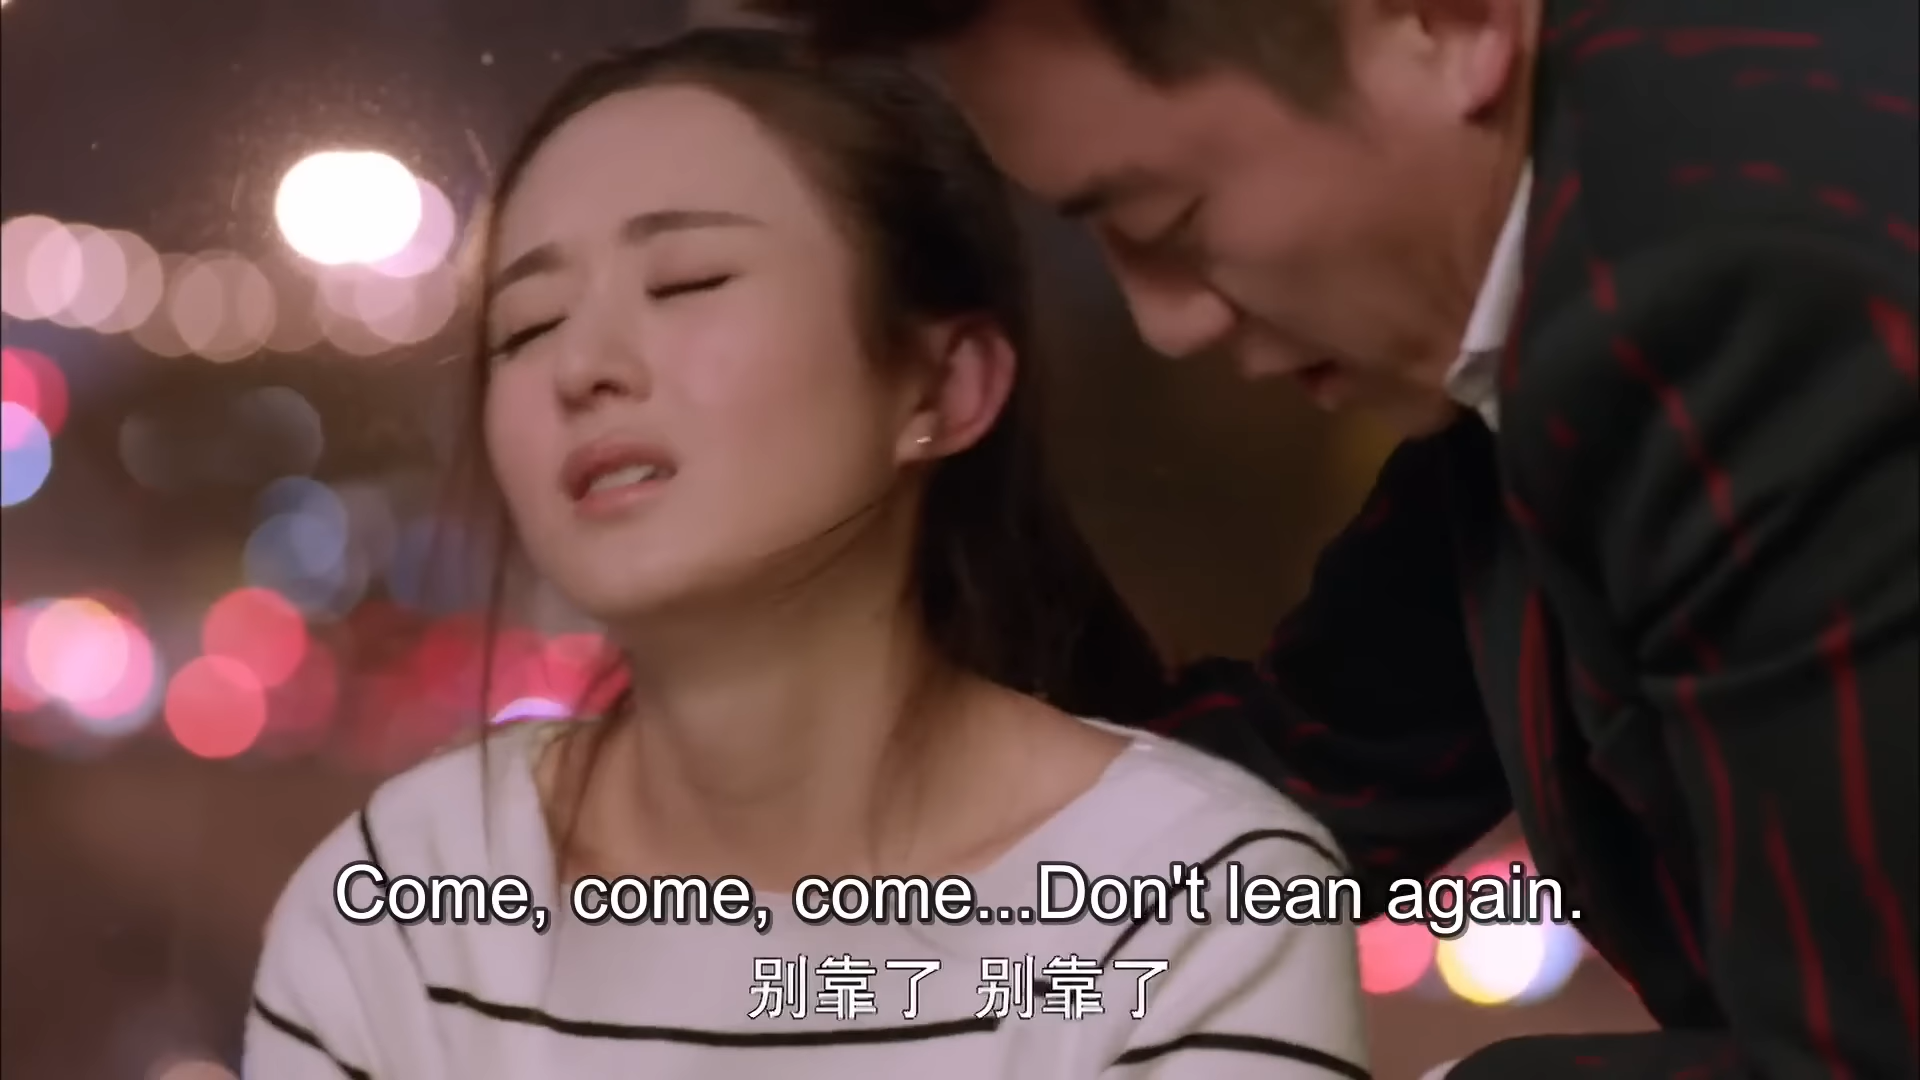 Come, come, come...Don't lean again.
别靠了 别靠了